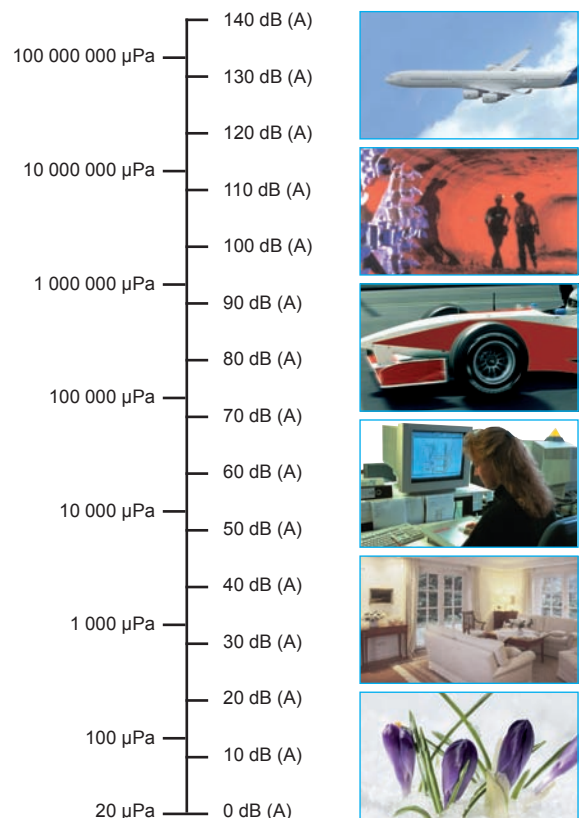 140 dB (A)
100 000 000 µPa
130 dB (A)
120 dB (A)
10 000 000 µPa
110 dB (A)
100 dB (A)
1 000 000 µPa
90 dB (A)
80 dB (A)
100 000 µPa
70 dB (A)
60 dB (A)
10 000 µPa
50 dB (A)
40 dB (A)
1 000 µPa
30 dB (A)
20 dB (A)
100 µPa
10 dB (A)
20 µPa 0 dB (A)